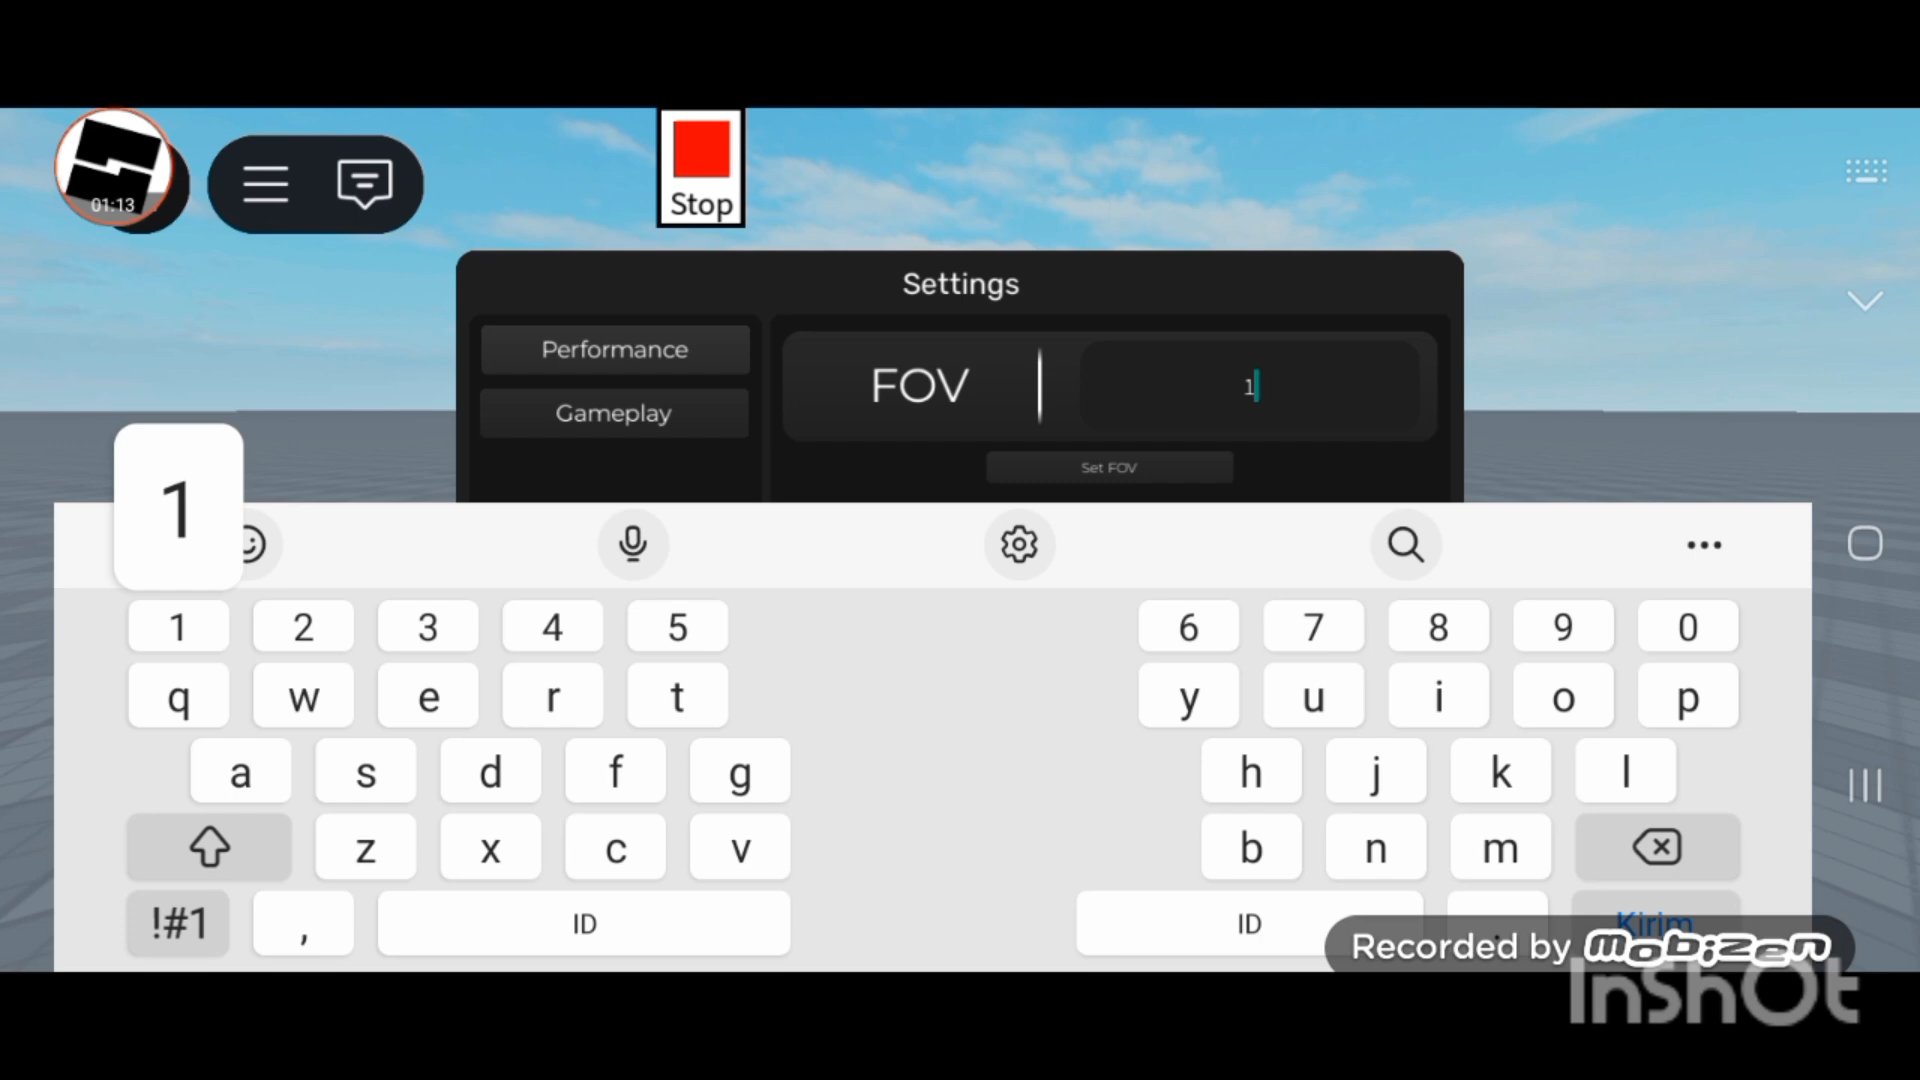 01:13
Stop
Settings
Performance
Gameplay
FOV
1
Set FOV
1
1 2 3 4 5 6 7 8 9 0
q w e r t y u i o p
a s d f g h j k l
z x c v b n m
!#1 , ID ID . Kirim
Recorded by mobizen
InShOt